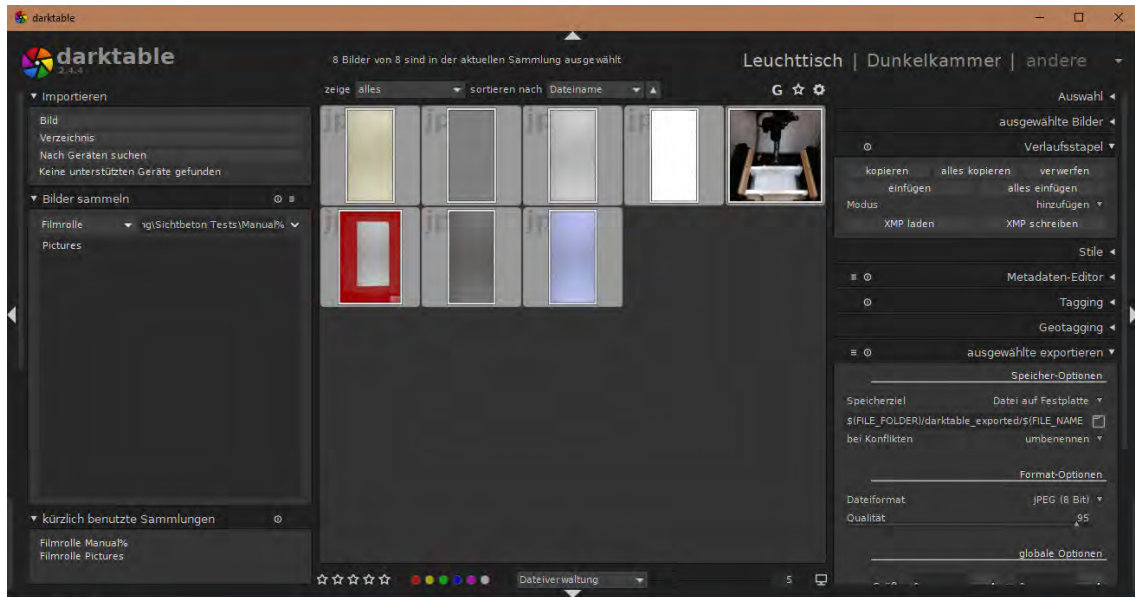 darktable
darktable
2.4.4
8 Bilder von 8 sind in der aktuellen Sammlung ausgewählt
Leuchttisch | Dunkelkammer | andere
zeige alles sortieren nach Dateiname
G
Importieren
Bild
Verzeichnis
Nach Geräten suchen
Keine unterstützten Geräte gefunden
Bilder sammeln
Filmrolle ng\Sichtbeton Tests\Manual%
Pictures
kürzlich benutzte Sammlungen
Filmrolle Manual%
Filmrolle Pictures
Dateiverwaltung
5
Auswahl
ausgewählte Bilder
Verlaufsstapel
kopieren alles kopieren verwerfen
einfügen alles einfügen
Modus hinzufügen
XMP laden XMP schreiben
Stile
Metadaten-Editor
Tagging
Geotagging
ausgewählte exportieren
Speicher-Optionen
Speicherziel Datei auf Festplatte
$(FILE_FOLDER)/darktable_exported/$(FILE_NAME
bei Konflikten umbenennen
Format-Optionen
Dateiformat JPEG (8 Bit)
Qualität 95
globale Optionen